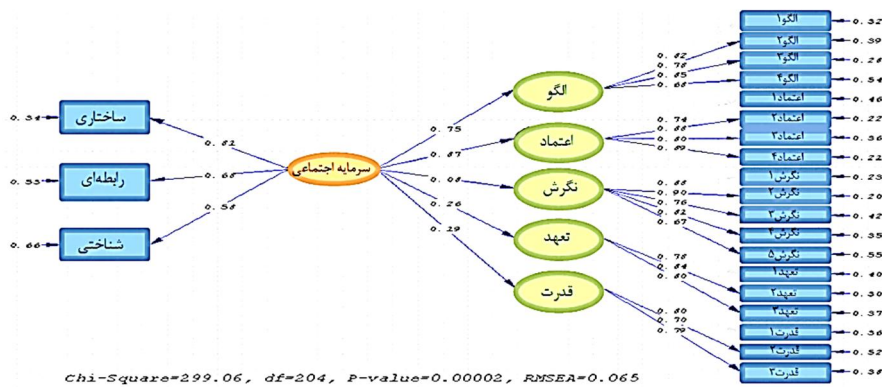 0.34
ساختاری
0.53
رابطه‌ای
0.66
شناختی
0.81
0.68
0.58
سرمایه اجتماعی
0.75
0.87
0.08
0.26
الگو
اعتماد
نگرش
تعهد
قدرت
0.82
0.78
0.85
0.68
0.74
0.88
0.80
0.89
0.88
0.90
0.76
0.82
0.67
0.78
0.84
0.80
0.80
0.70
0.79
الگو۱ 0.32
الگو۲ 0.39
الگو۳ 0.28
الگو۴ 0.54
اعتماد۱ 0.46
اعتماد۲ 0.22
اعتماد۳ 0.36
اعتماد۴ 0.21
نگرش۱ 0.23
نگرش۲ 0.20
نگرش۳ 0.42
نگرش۴ 0.35
نگرش۵ 0.55
تعهد۱ 0.40
تعهد۲ 0.30
تعهد۳ 0.37
قدرت۱ 0.36
قدرت۲ 0.52
قدرت۳ 0.38
Chi-Square=299.06, df=204, P-value=0.00002, RMSEA=0.065